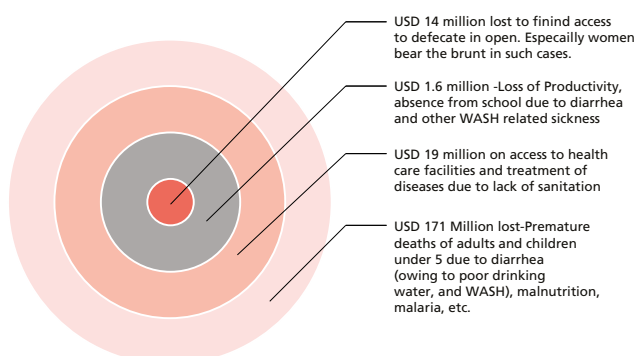 USD 14 million lost to finind access
to defecate in open. Especailly women
bear the brunt in such cases.
USD 1.6 million -Loss of Productivity,
absence from school due to diarrhea
and other WASH related sickness
USD 19 million on access to health
care facilities and treatment of
diseases due to lack of sanitation
USD 171 Million lost-Premature
deaths of adults and children
under 5 due to diarrhea
(owing to poor drinking
water, and WASH), malnutrition,
malaria, etc.